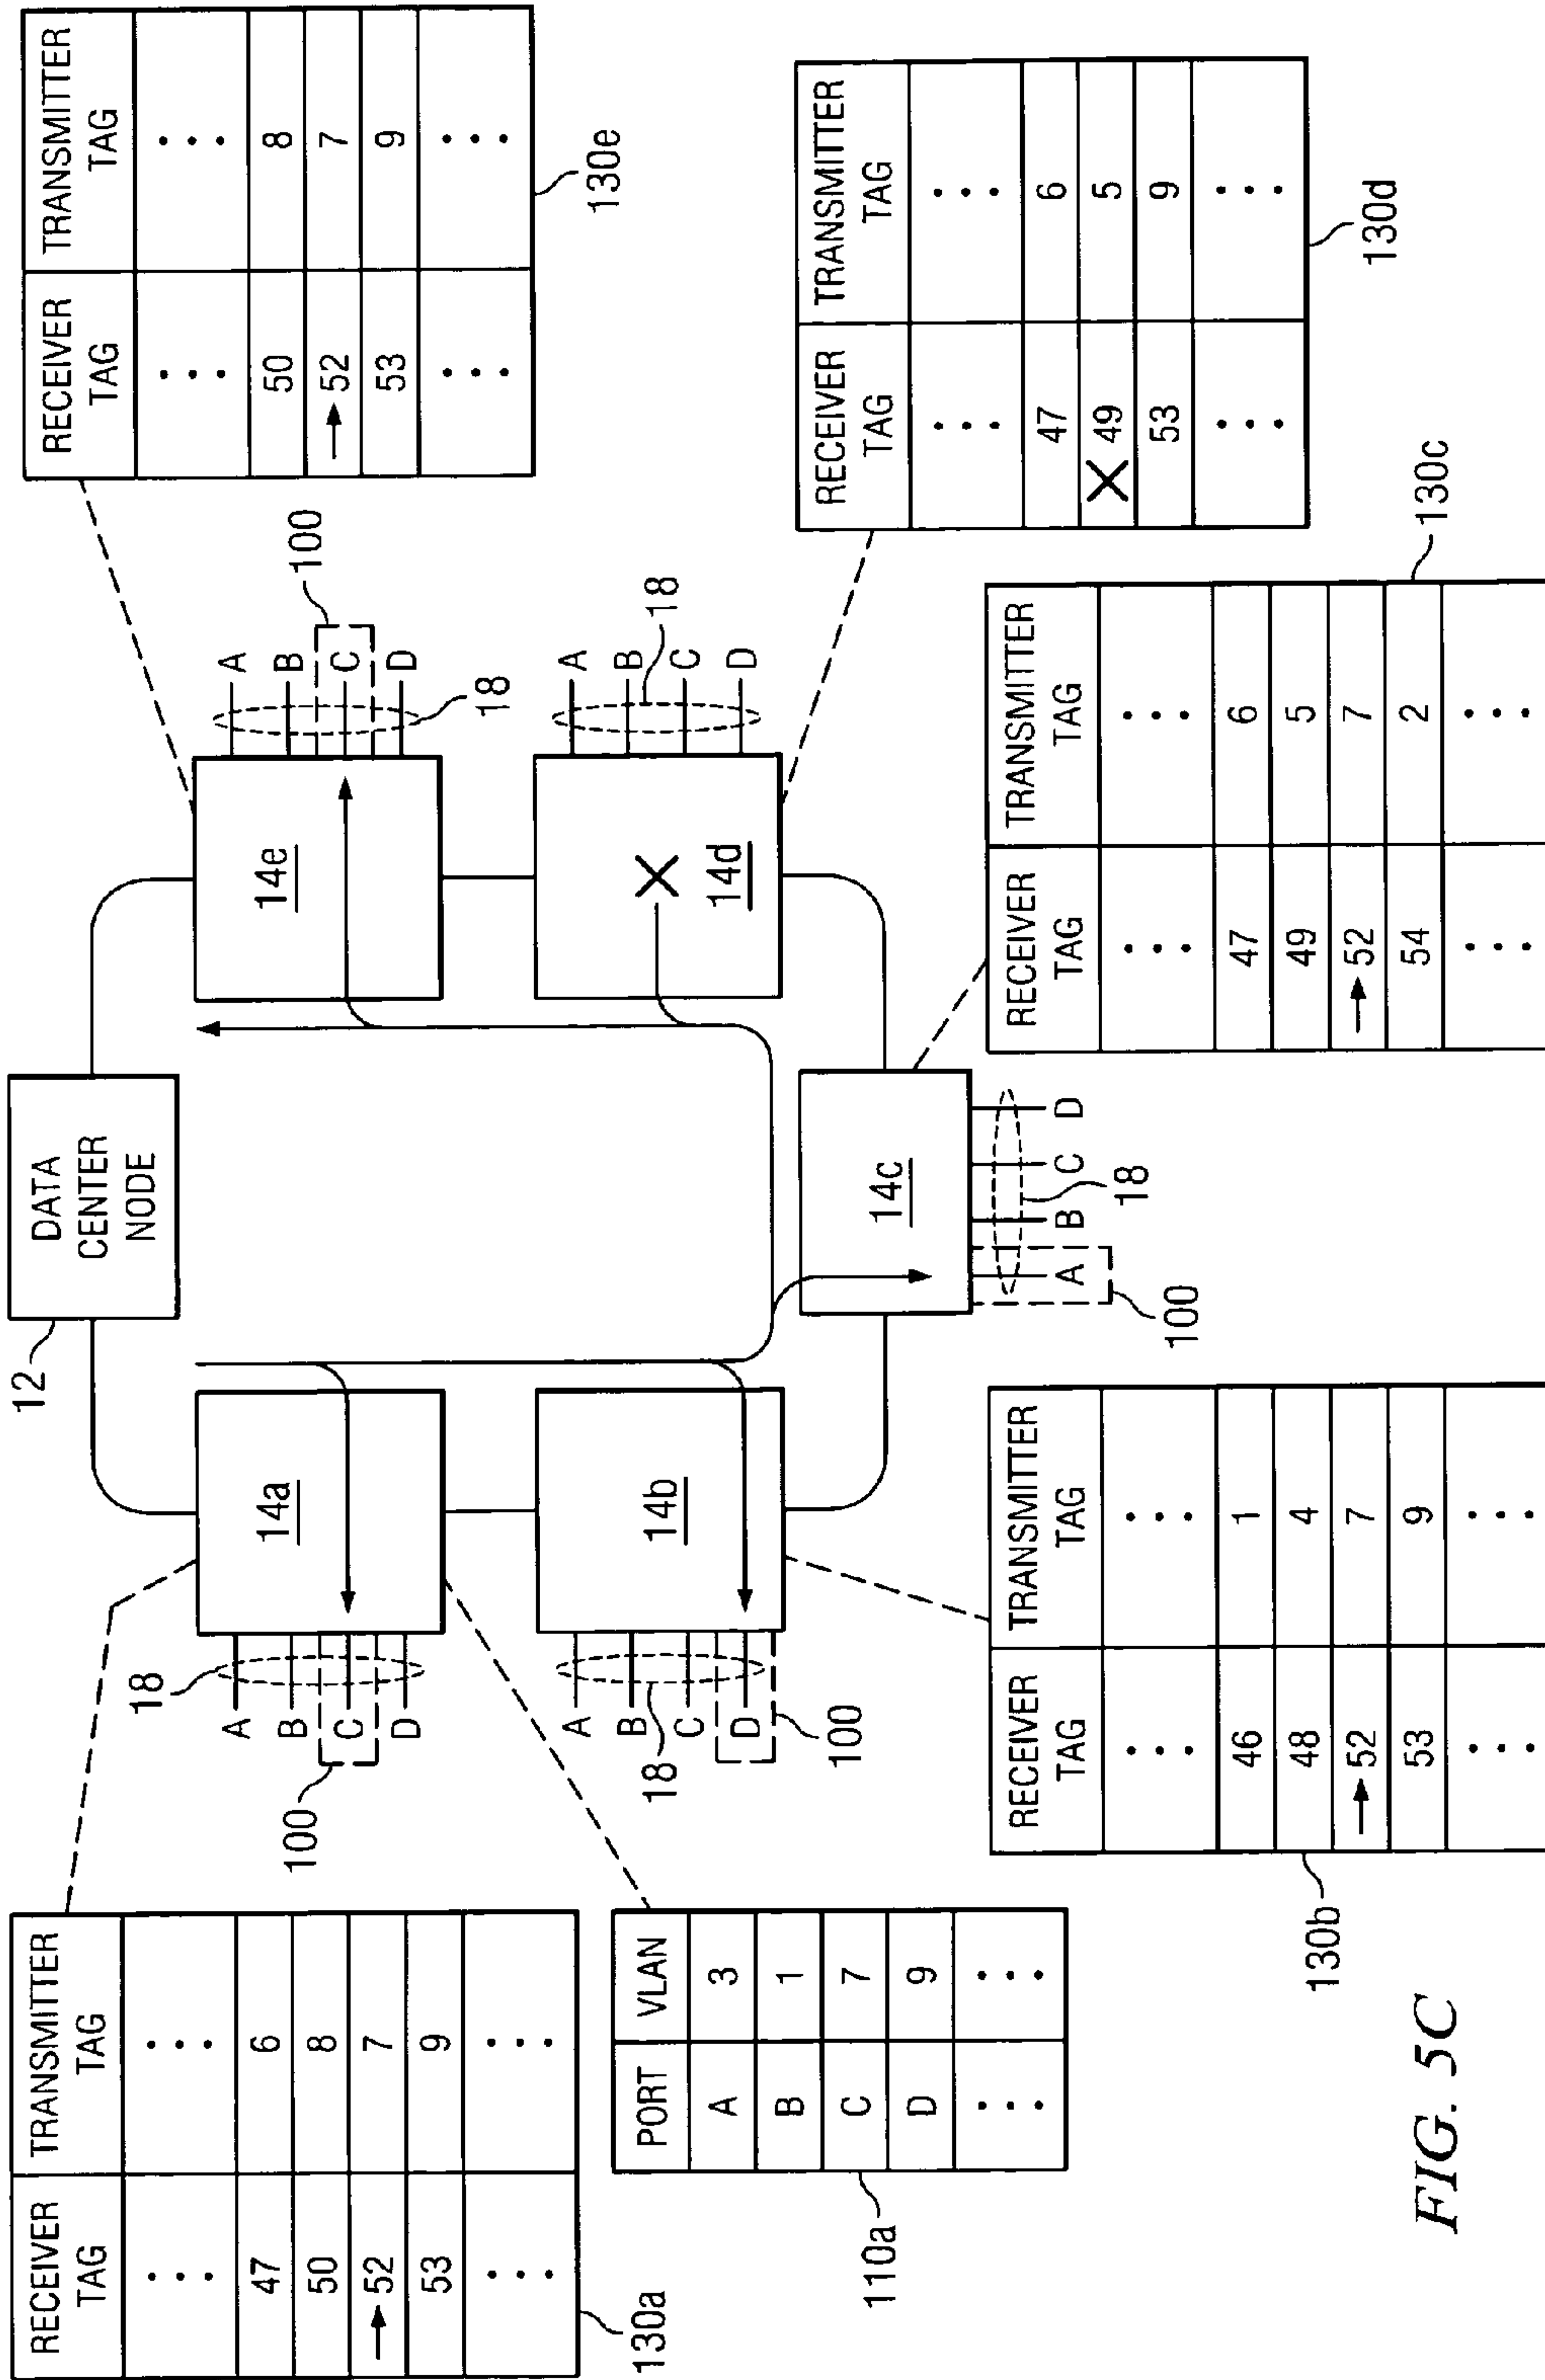 RECEIVER TRANSMITTER
TAG TAG
⋮ ⋮
47 6
50 8
→52 7
53 9
⋮ ⋮
130a
PORT VLAN
A 3
B 1
C 7
D 9
⋮ ⋮
110a
12
DATA
CENTER
NODE
RECEIVER TRANSMITTER
TAG TAG
⋮ ⋮
50 8
→52 7
53 9
⋮ ⋮
130e
18
A
B
C
D
100
14a
14e
A
B
C
D
100
18
A
B
C
D
18
100
14b
14d
A
B
C
D
18
RECEIVER TRANSMITTER
TAG TAG
⋮ ⋮
47 6
X 49 5
53 9
⋮ ⋮
130d
14c
A B C D
100
18
RECEIVER TRANSMITTER
TAG TAG
⋮ ⋮
46 1
48 4
→52 7
53 9
⋮ ⋮
130b
RECEIVER TRANSMITTER
TAG TAG
⋮ ⋮
47 6
49 5
→52 7
54 2
⋮ ⋮
130c
FIG. 5C